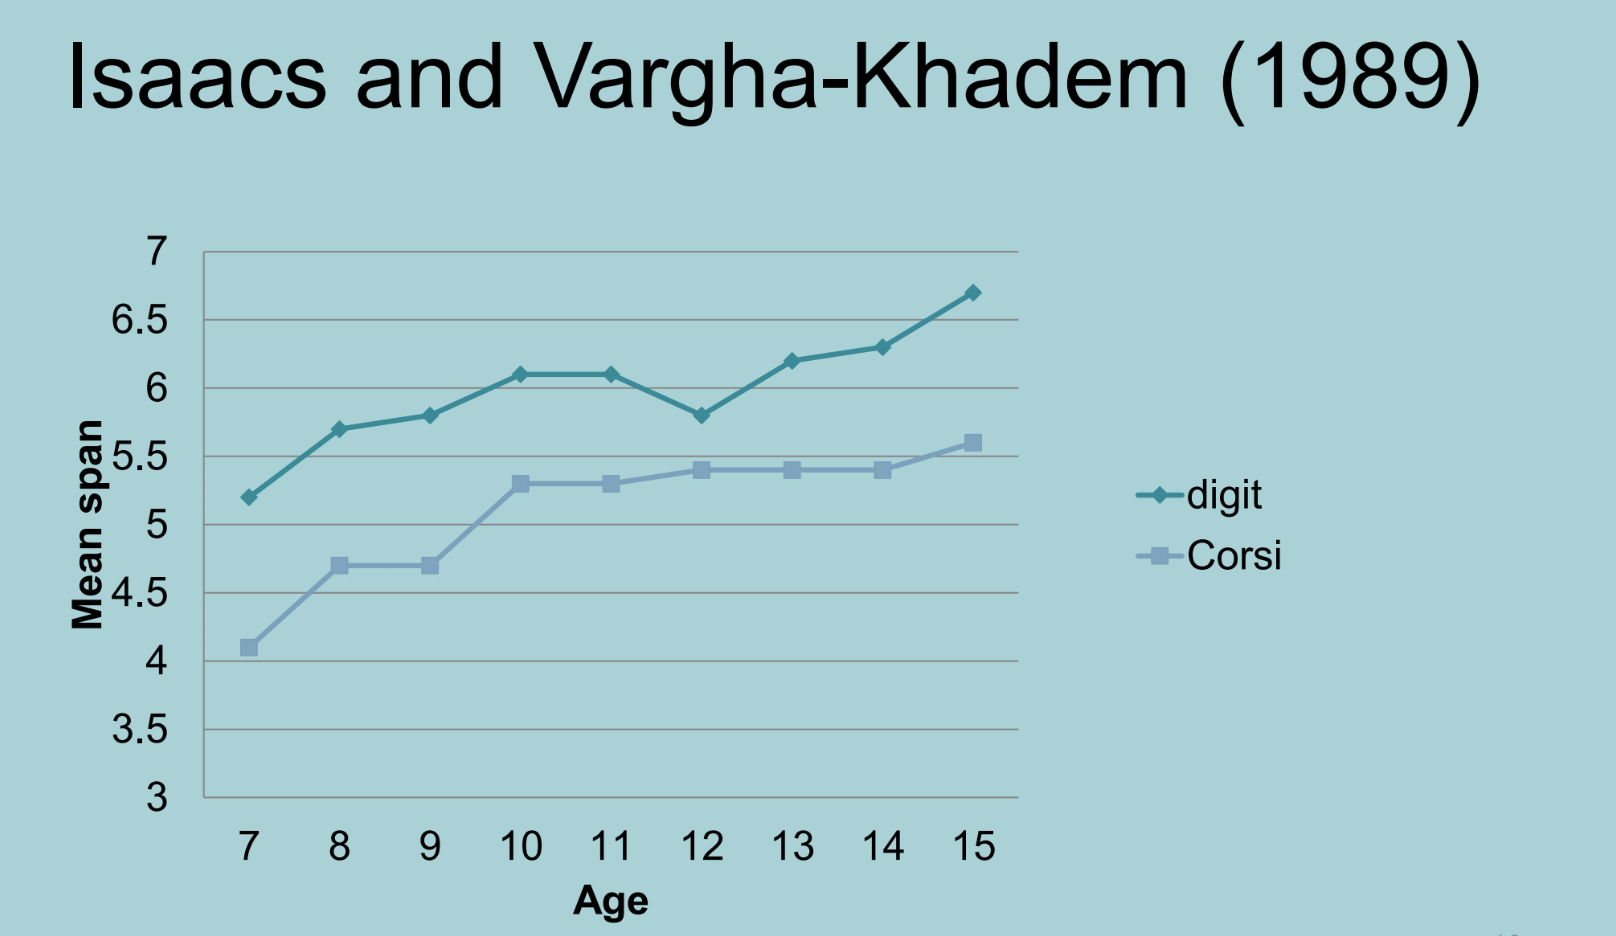 Isaacs and Vargha-Khadem (1989)
7
6.5
6
5.5
5
4.5
4
3.5
3
Mean span
7 8 9 10 11 12 13 14 15
Age
digit
Corsi